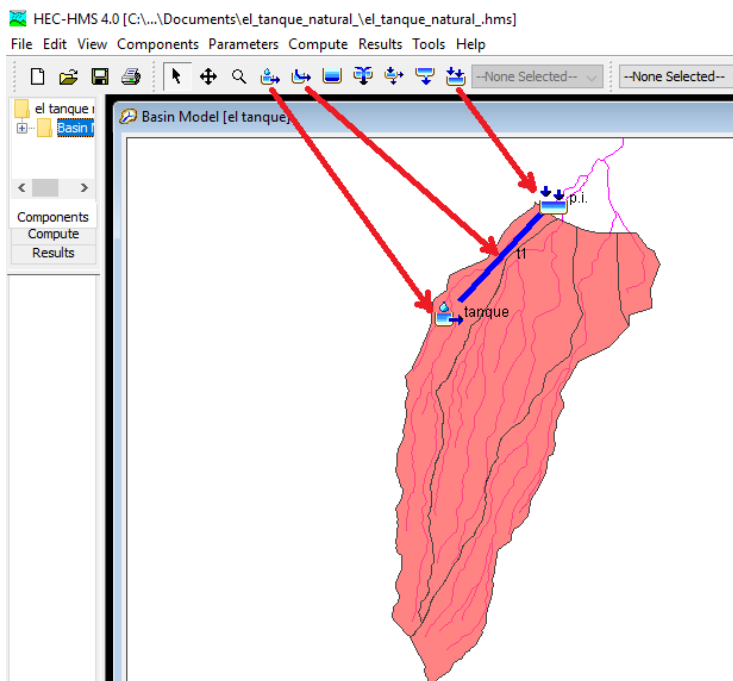 HEC-HMS 4.0 [C:\...\Documents\el_tanque_natural_\el_tanque_natural_.hms]
File Edit View Components Parameters Compute Results Tools Help
--None Selected-- --None Selected--
el tanque
Basin
Components
Compute
Results
Basin Model [el tanque]
p.i.
t1
tanque